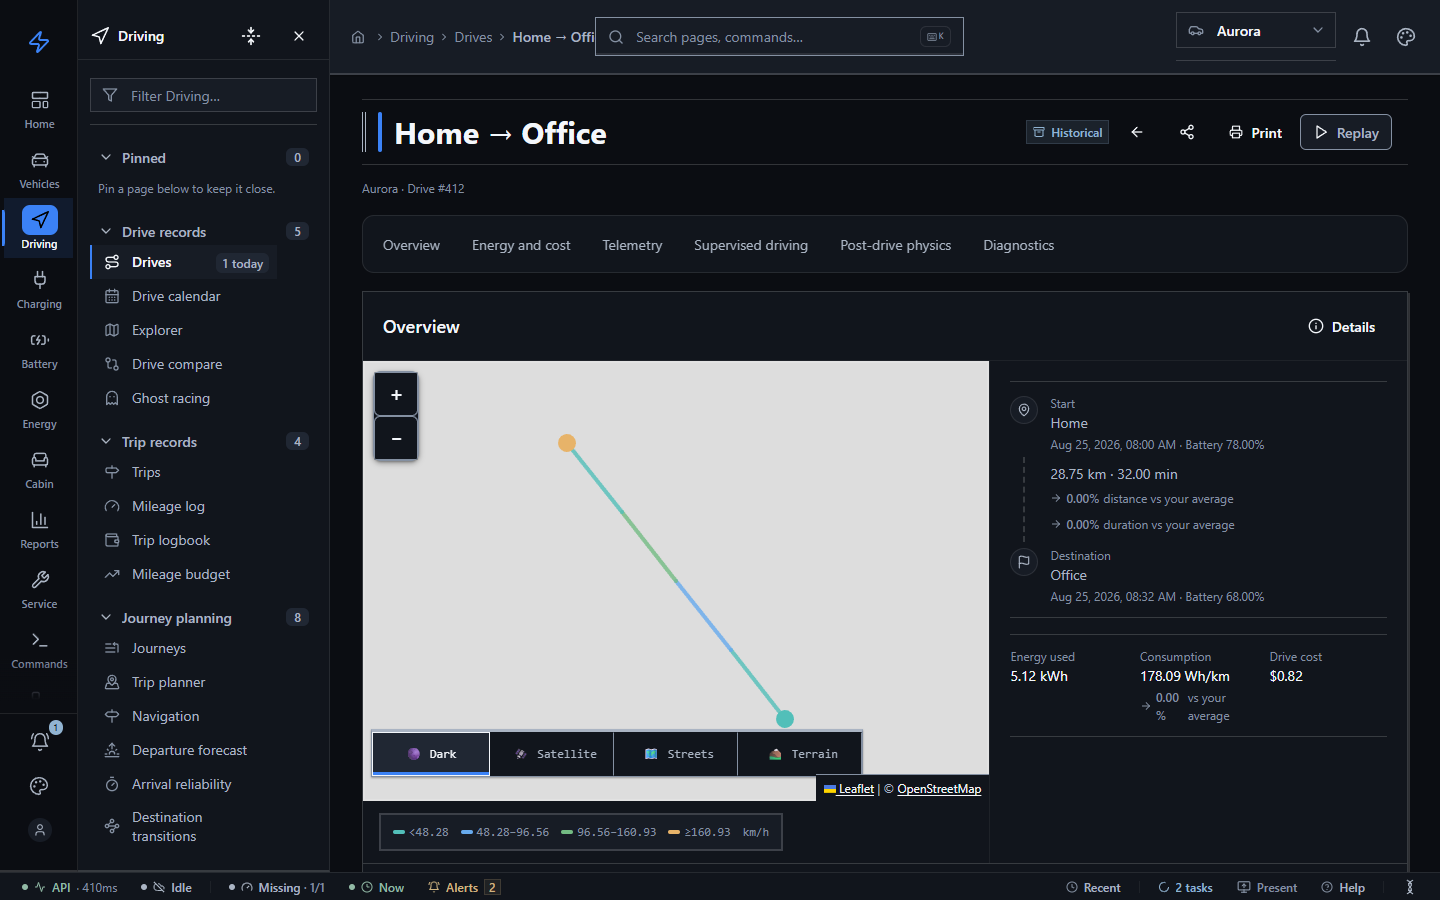 Driving
Home > Driving > Drives > Home → Offi
Search pages, commands...
K
Aurora
Home
Vehicles
Driving
Charging
Battery
Energy
Cabin
Reports
Service
Commands
1
Filter Driving...
Pinned 0
Pin a page below to keep it close.
Drive records 5
Drives 1 today
Drive calendar
Explorer
Drive compare
Ghost racing
Trip records 4
Trips
Mileage log
Trip logbook
Mileage budget
Journey planning 8
Journeys
Trip planner
Navigation
Departure forecast
Arrival reliability
Destination
transitions
Home → Office
Historical
Print
Replay
Aurora · Drive #412
Overview Energy and cost Telemetry Supervised driving Post-drive physics Diagnostics
Overview
Details
+
−
Dark Satellite Streets Terrain
Leaflet | © OpenStreetMap
<48.28 48.28–96.56 96.56–160.93 ≥160.93 km/h
Start
Home
Aug 25, 2026, 08:00 AM · Battery 78.00%
28.75 km · 32.00 min
→ 0.00% distance vs your average
→ 0.00% duration vs your average
Destination
Office
Aug 25, 2026, 08:32 AM · Battery 68.00%
Energy used
5.12 kWh
Consumption
178.09 Wh/km
→ 0.00 % vs your average
Drive cost
$0.82
API · 410ms Idle Missing · 1/1 Now Alerts 2 Recent 2 tasks Present Help